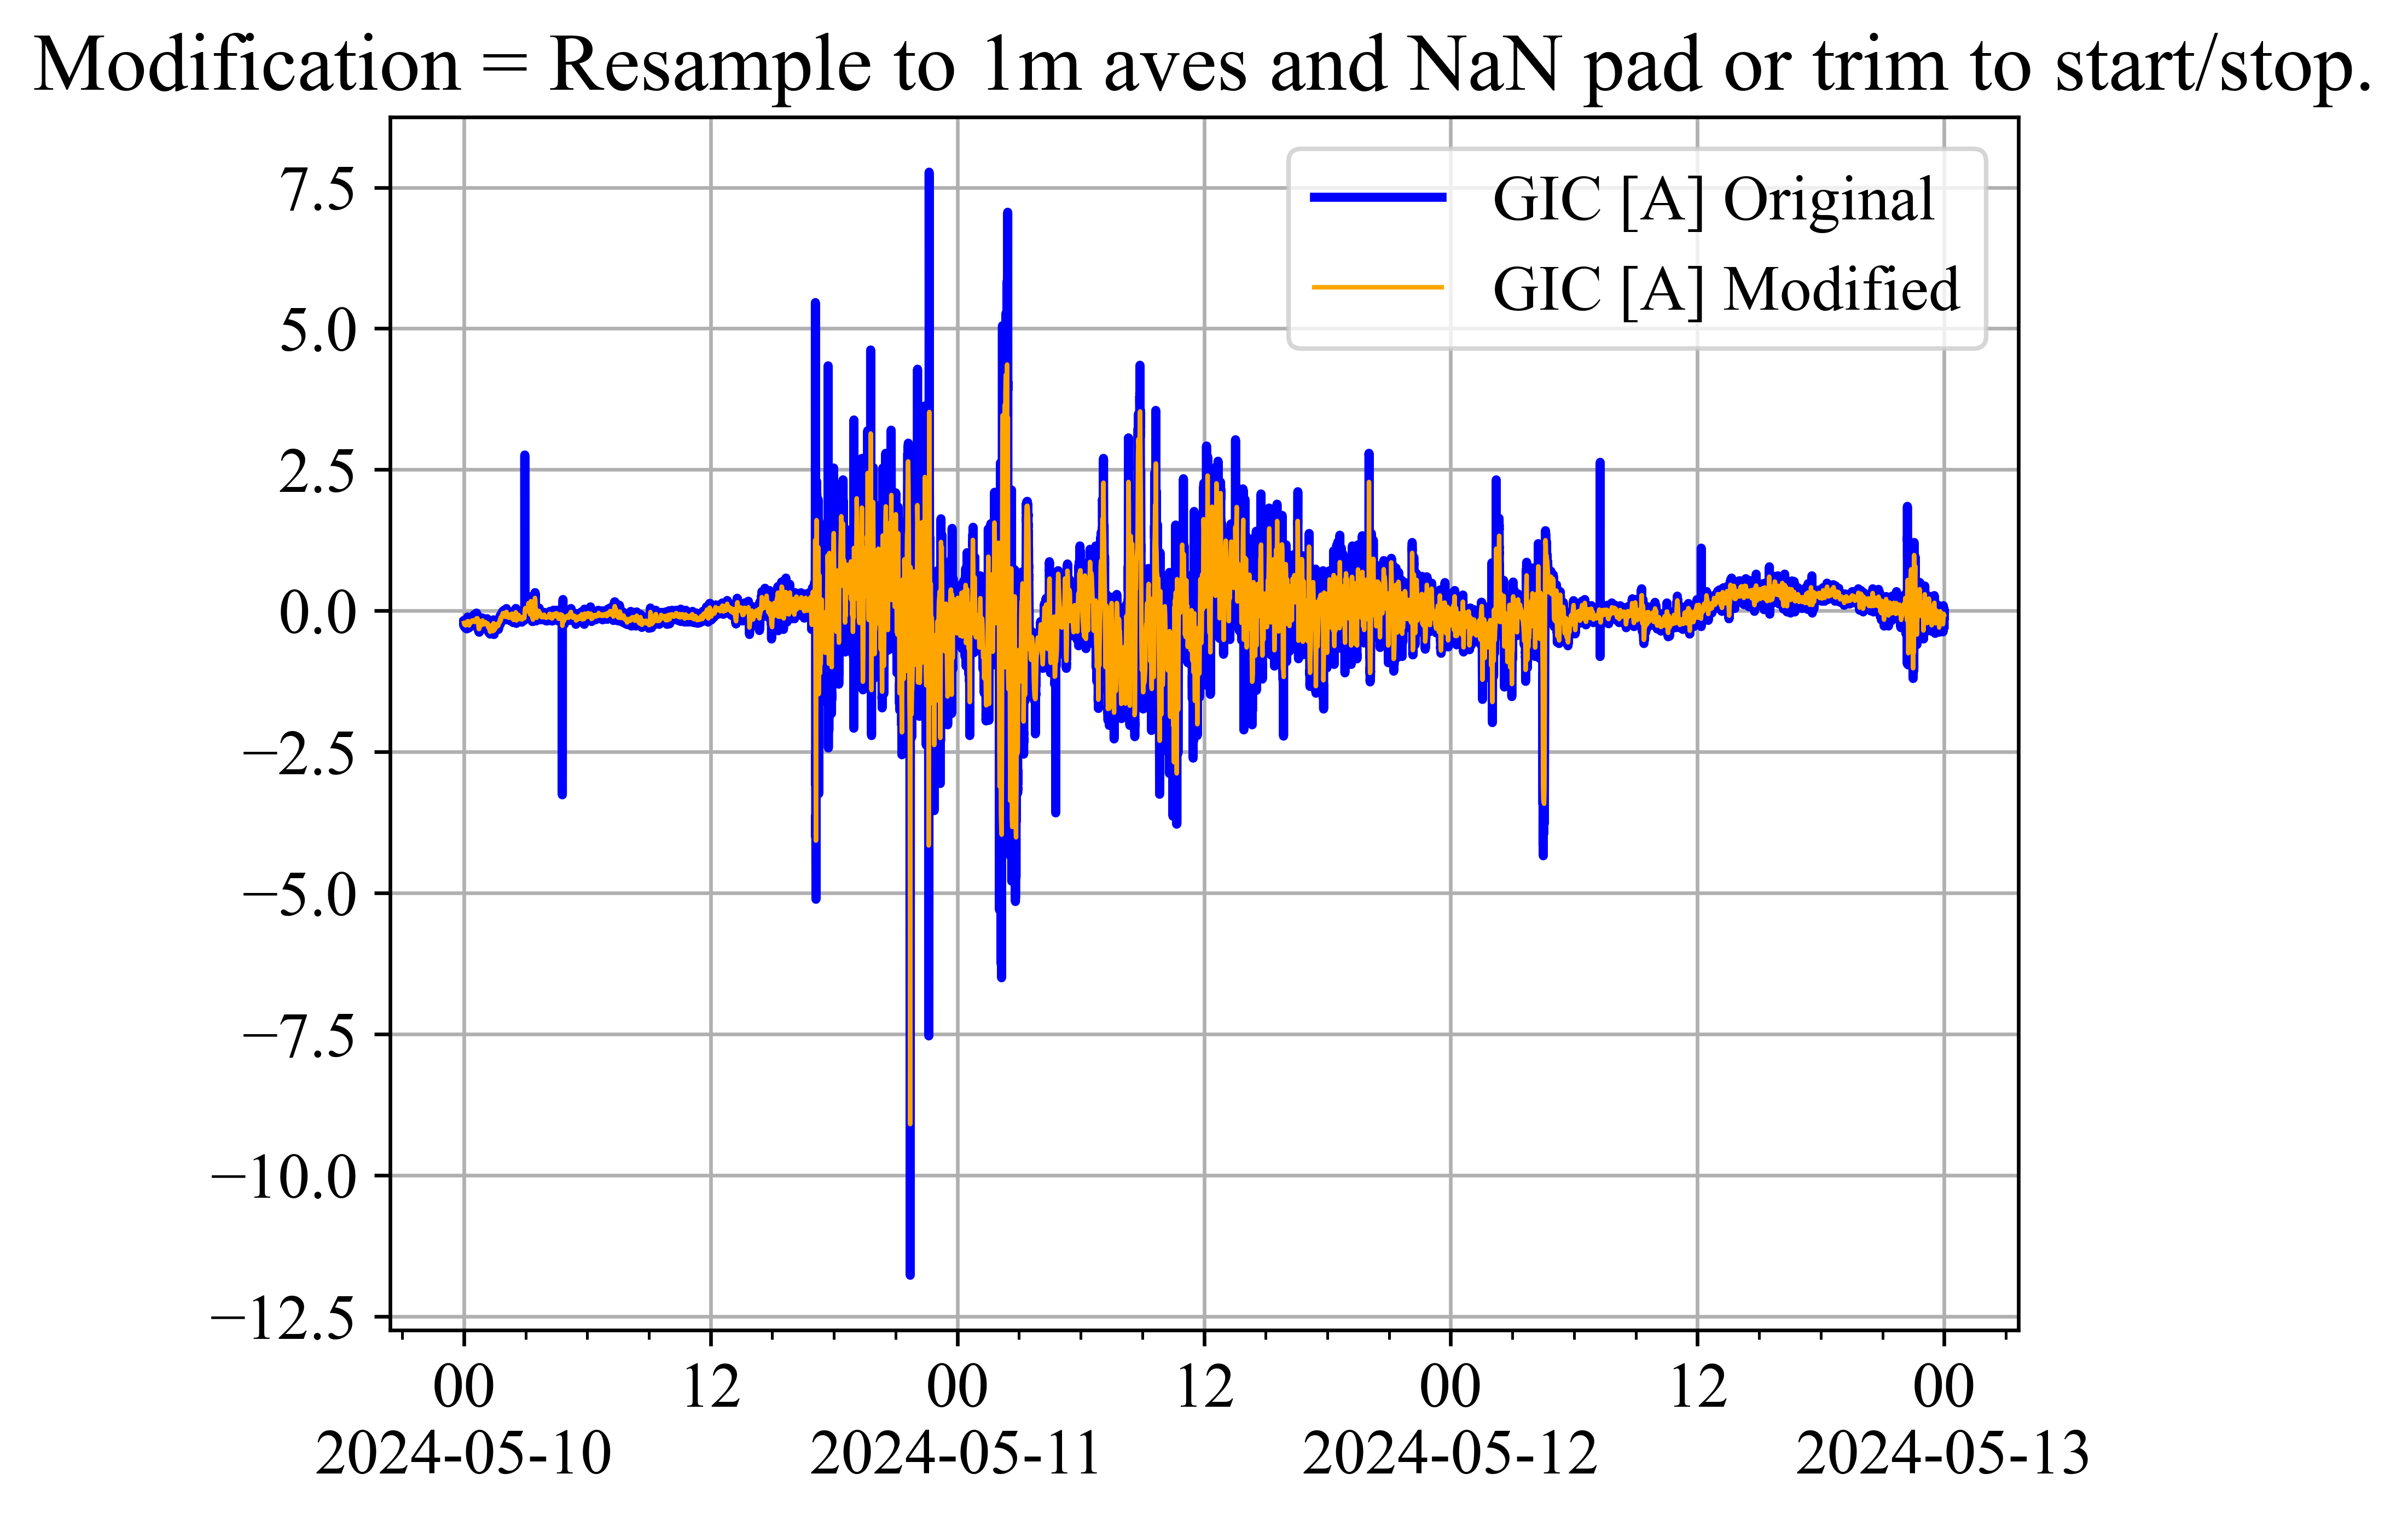 Modification = Resample to 1m aves and NaN pad or trim to start/stop.
GIC [A] Original
GIC [A] Modified
7.5
5.0
2.5
0.0
−2.5
−5.0
−7.5
−10.0
−12.5
00 12 00 12 00 12 00
2024-05-10 2024-05-11 2024-05-12 2024-05-13